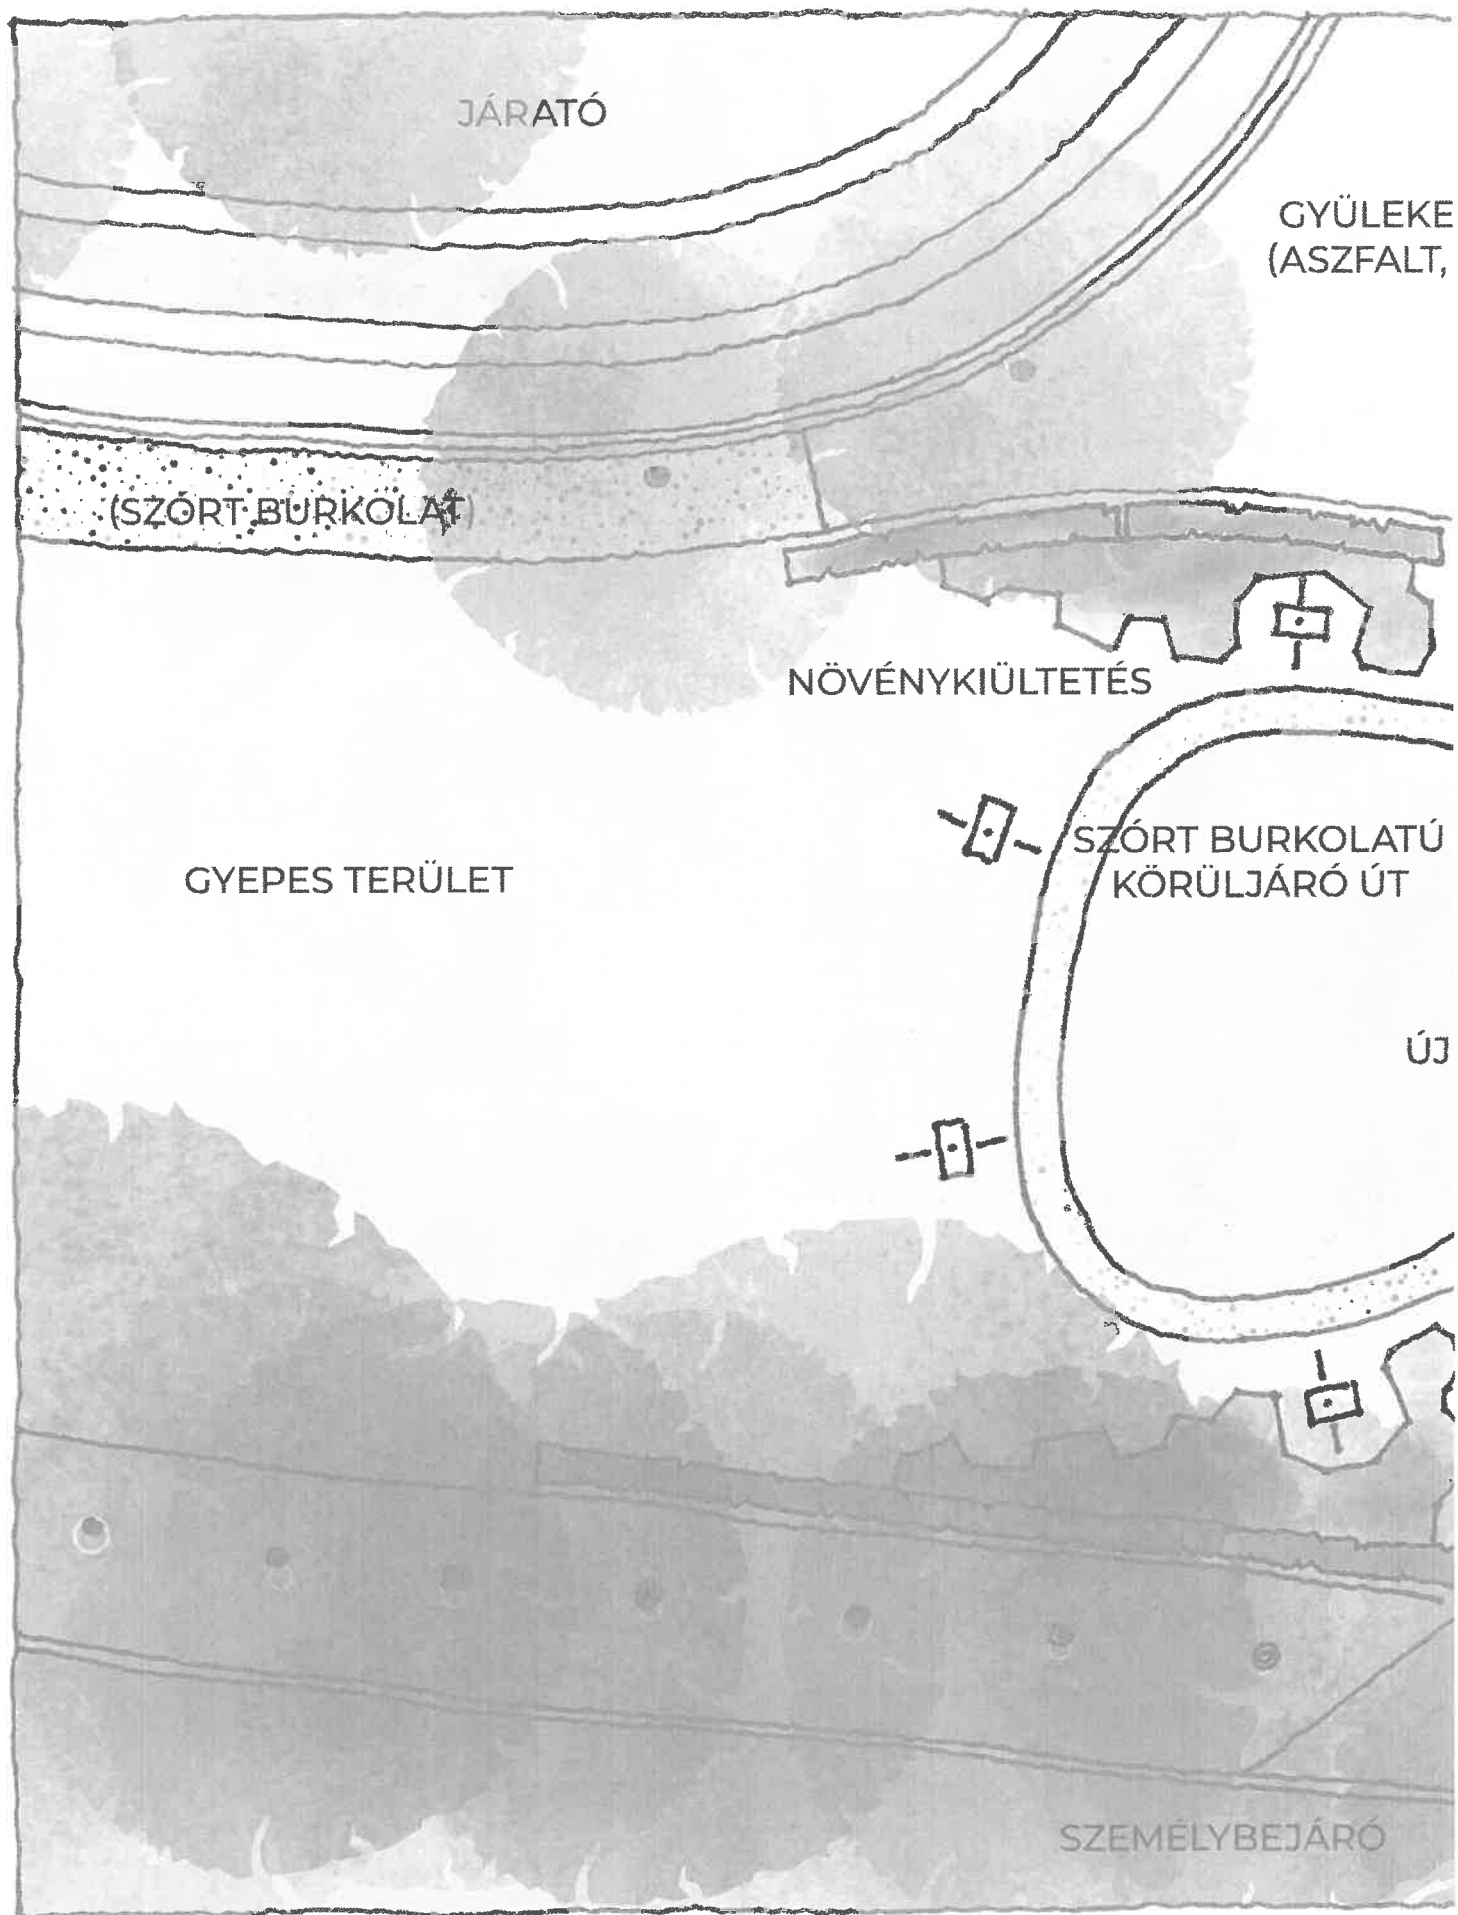 JÁRATÓ
GYÜLEKE
(ASZFALT,
(SZÓRT BURKOLAT)
NÖVÉNYKIÜLTETÉS
SZÓRT BURKOLATÚ
KÖRÜLJÁRÓ ÚT
GYEPES TERÜLET
ÚJ
SZEMÉLYBEJÁRÓ